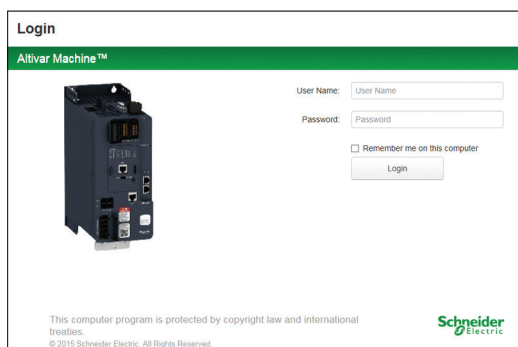 Login
Altivar Machine™
User Name:
User Name
Password:
Password
Remember me on this computer
Login
This computer program is protected by copyright law and international
treaties.
© 2015 Schneider Electric. All Rights Reserved.
Schneider
Electric